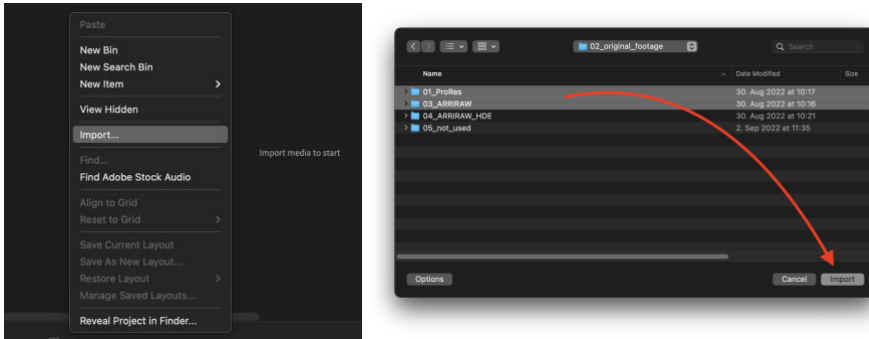 Paste
New Bin
New Search Bin
New Item
View Hidden
Import...
Find...
Find Adobe Stock Audio
Align to Grid
Reset to Grid
Save Current Layout
Save As New Layout...
Restore Layout
Manage Saved Layouts...
Reveal Project in Finder...
Import media to start
02_original_footage
Search
Name Date Modified Size
01_ProRes 30. Aug 2022 at 10:17
03_ARRIRAW 30. Aug 2022 at 10:16
04_ARRIRAW_HDE 30. Aug 2022 at 10:21
05_not_used 2. Sep 2022 at 11:35
Options Cancel Import